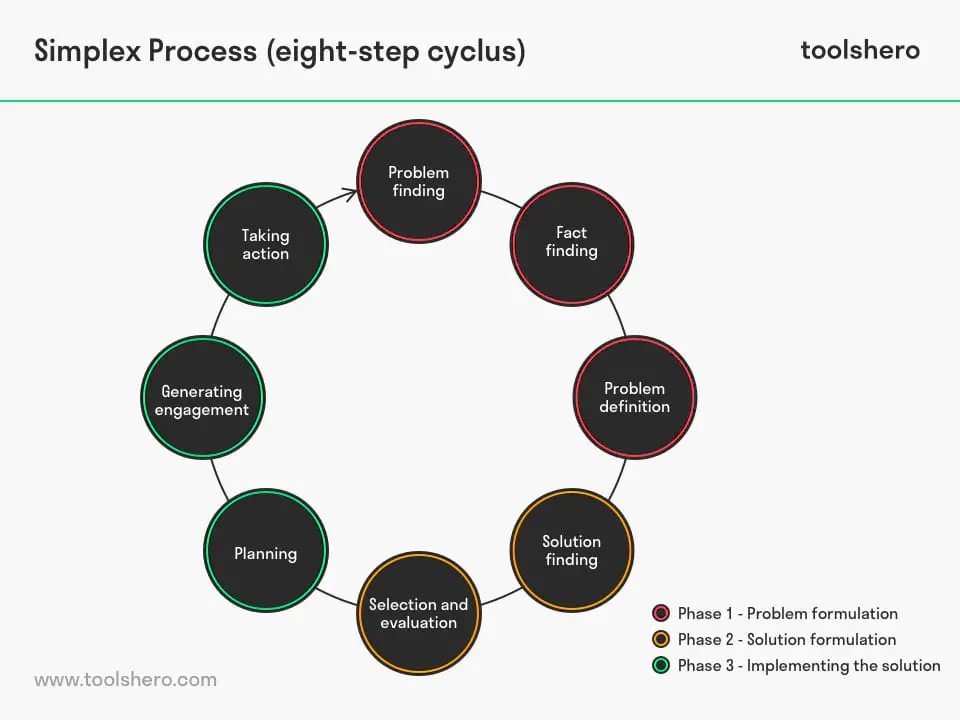 Simplex Process (eight-step cyclus)
toolshero
Problem
finding
Fact
finding
Problem
definition
Solution
finding
Selection and
evaluation
Planning
Generating
engagement
Taking
action
Phase 1 - Problem formulation
Phase 2 - Solution formulation
Phase 3 - Implementing the solution
www.toolshero.com